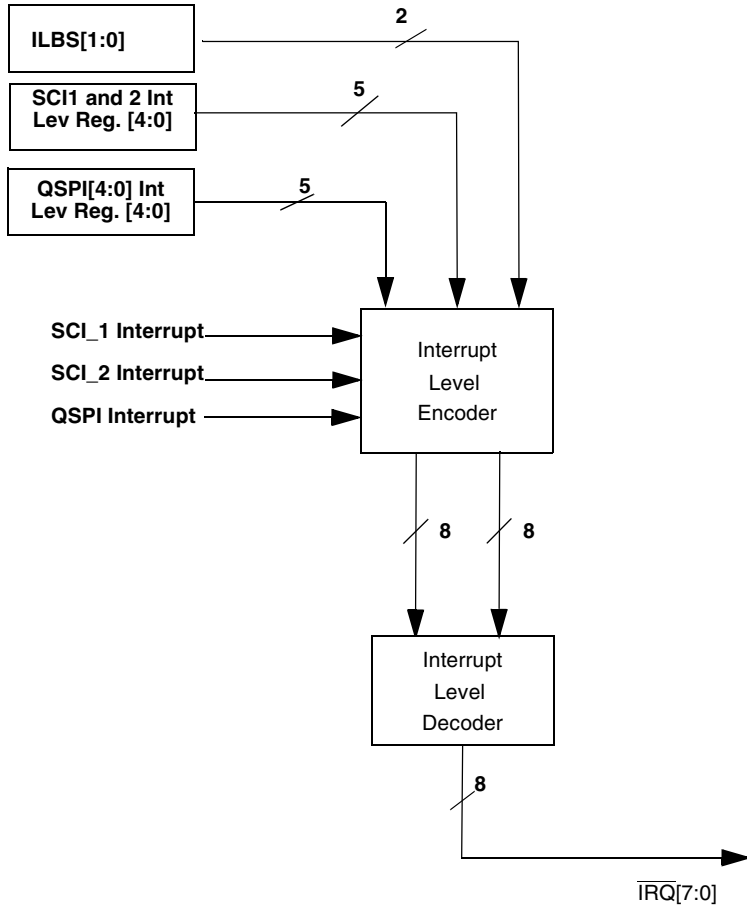 2
ILBS[1:0]
5
SCI1 and 2 Int
Lev Reg. [4:0]
5
QSPI[4:0] Int
Lev Reg. [4:0]
SCI_1 Interrupt
SCI_2 Interrupt
QSPI Interrupt
Interrupt
Level
Encoder
8
8
Interrupt
Level
Decoder
8
I̅R̅Q̅[7:0]